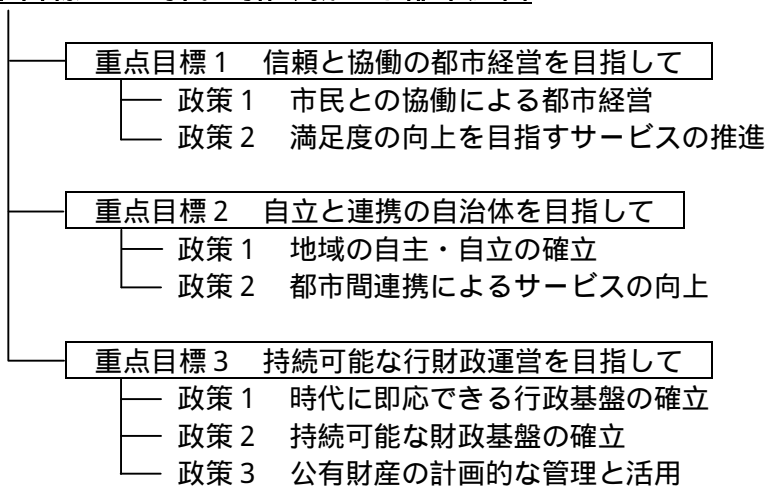 重点目標1 信頼と協働の都市経営を目指して
政策1 市民との協働による都市経営
政策2 満足度の向上を目指すサービスの推進
重点目標2 自立と連携の自治体を目指して
政策1 地域の自主・自立の確立
政策2 都市間連携によるサービスの向上
重点目標3 持続可能な行財政運営を目指して
政策1 時代に即応できる行政基盤の確立
政策2 持続可能な財政基盤の確立
政策3 公有財産の計画的な管理と活用